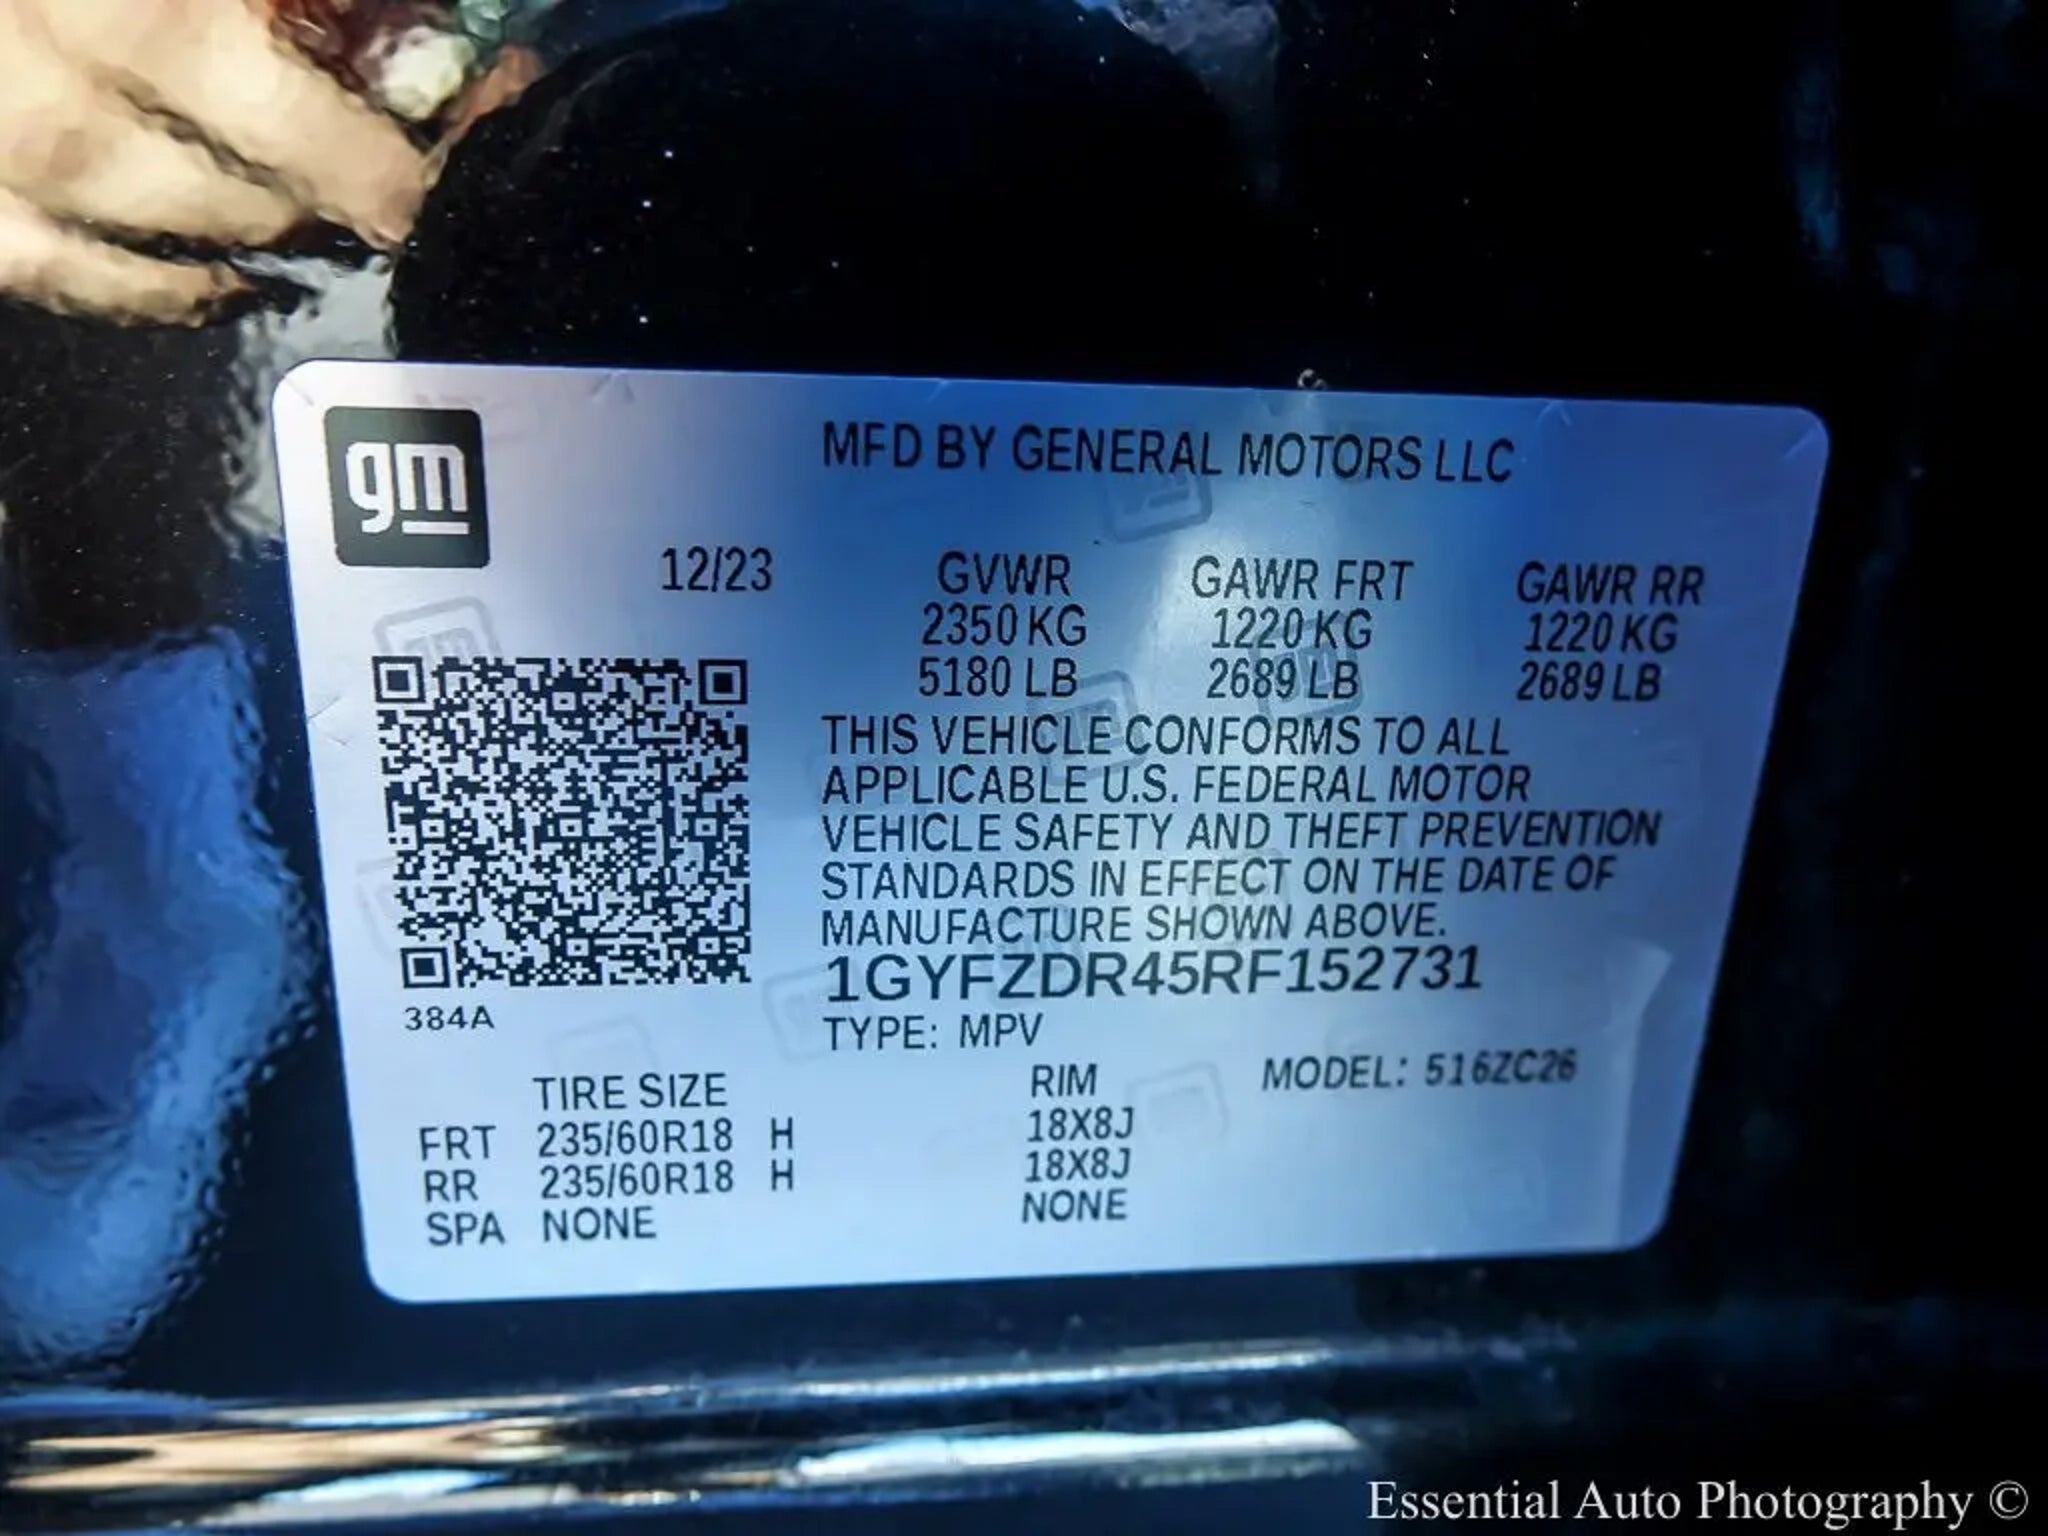 gm
MFD BY GENERAL MOTORS LLC
12/23 GVWR GAWR FRT GAWR RR
2350 KG 1220 KG 1220 KG
5180 LB 2689 LB 2689 LB
THIS VEHICLE CONFORMS TO ALL
APPLICABLE U.S. FEDERAL MOTOR
VEHICLE SAFETY AND THEFT PREVENTION
STANDARDS IN EFFECT ON THE DATE OF
MANUFACTURE SHOWN ABOVE.
1GYFZDR45RF152731
384A
TYPE: MPV
TIRE SIZE RIM MODEL: 516ZC26
FRT 235/60R18 H 18X8J
RR 235/60R18 H 18X8J
SPA NONE NONE
Essential Auto Photography ©